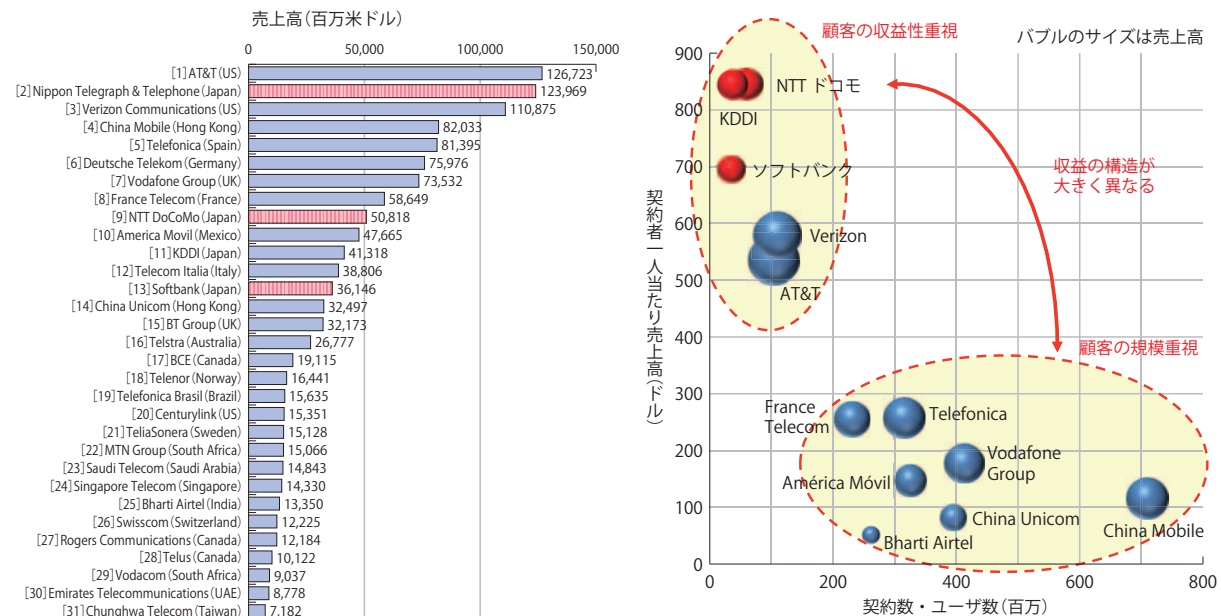 売上高(百万米ドル)
0
50,000
100,000
150,000
[1]AT&T(US)
126,723
[2]Nippon Telegraph & Telephone(Japan)
123,969
[3]Verizon Communications(US)
110,875
[4]China Mobile(Hong Kong)
82,033
[5]Telefonica(Spain)
81,395
[6]Deutsche Telekom(Germany)
75,976
[7]Vodafone Group(UK)
73,532
[8]France Telecom(France)
58,649
[9]NTT DoCoMo(Japan)
50,818
[10]America Movil(Mexico)
47,665
[11]KDDI(Japan)
41,318
[12]Telecom Italia(Italy)
38,806
[13]Softbank(Japan)
36,146
[14]China Unicom(Hong Kong)
32,497
[15]BT Group(UK)
32,173
[16]Telstra(Australia)
26,777
[17]BCE(Canada)
19,115
[18]Telenor(Norway)
16,441
[19]Telefonica Brasil(Brazil)
15,635
[20]Centurylink(US)
15,351
[21]TeliaSonera(Sweden)
15,128
[22]MTN Group(South Africa)
15,066
[23]Saudi Telecom(Saudi Arabia)
14,843
[24]Singapore Telecom(Singapore)
14,330
[25]Bharti Airtel(India)
13,350
[26]Swisscom(Switzerland)
12,225
[27]Rogers Communications(Canada)
12,184
[28]Telus(Canada)
10,122
[29]Vodacom(South Africa)
9,037
[30]Emirates Telecommunications(UAE)
8,778
[31]Chunghwa Telecom(Taiwan)
7,182
顧客の収益性重視
バブルのサイズは売上高
900
800
700
600
500
400
300
200
100
0
契約者一人当たり売上高(ドル)
NTT ドコモ
KDDI
ソフトバンク
Verizon
AT&T
収益の構造が
大きく異なる
顧客の規模重視
France
Telecom
Telefonica
Vodafone
Group
América Móvil
China Unicom
China Mobile
Bharti Airtel
0
200
400
600
800
契約数・ユーザ数(百万)